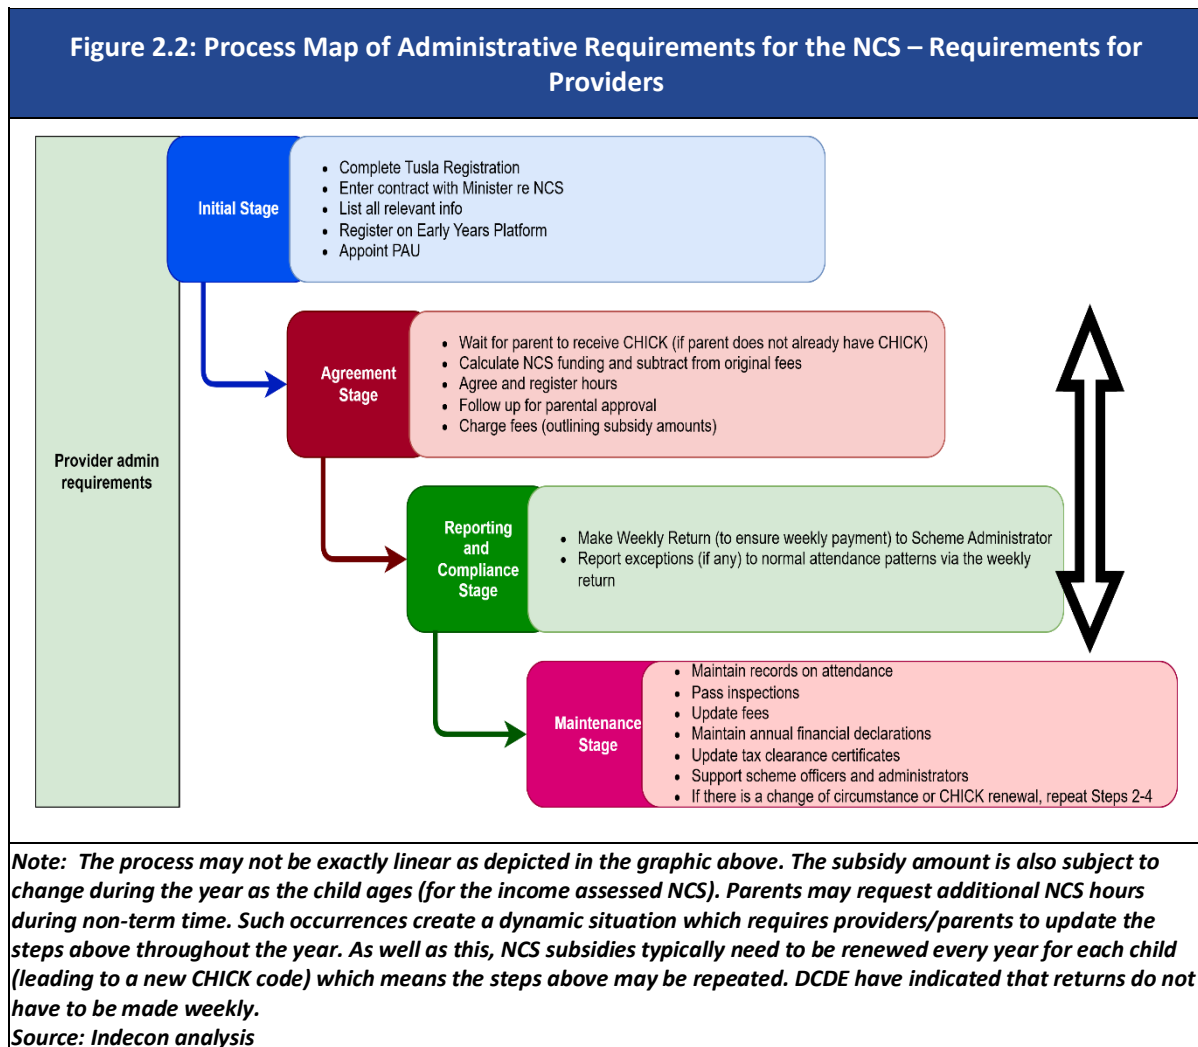 Figure 2.2: Process Map of Administrative Requirements for the NCS – Requirements for
Providers
Provider admin
requirements
Initial Stage
• Complete Tusla Registration
• Enter contract with Minister re NCS
• List all relevant info
• Register on Early Years Platform
• Appoint PAU
Agreement
Stage
• Wait for parent to receive CHICK (if parent does not already have CHICK)
• Calculate NCS funding and subtract from original fees
• Agree and register hours
• Follow up for parental approval
• Charge fees (outlining subsidy amounts)
Reporting
and
Compliance
Stage
• Make Weekly Return (to ensure weekly payment) to Scheme Administrator
• Report exceptions (if any) to normal attendance patterns via the weekly
return
Maintenance
Stage
• Maintain records on attendance
• Pass inspections
• Update fees
• Maintain annual financial declarations
• Update tax clearance certificates
• Support scheme officers and administrators
• If there is a change of circumstance or CHICK renewal, repeat Steps 2-4
Note: The process may not be exactly linear as depicted in the graphic above. The subsidy amount is also subject to
change during the year as the child ages (for the income assessed NCS). Parents may request additional NCS hours
during non-term time. Such occurrences create a dynamic situation which requires providers/parents to update the
steps above throughout the year. As well as this, NCS subsidies typically need to be renewed every year for each child
(leading to a new CHICK code) which means the steps above may be repeated. DCDE have indicated that returns do not
have to be made weekly.
Source: Indecon analysis